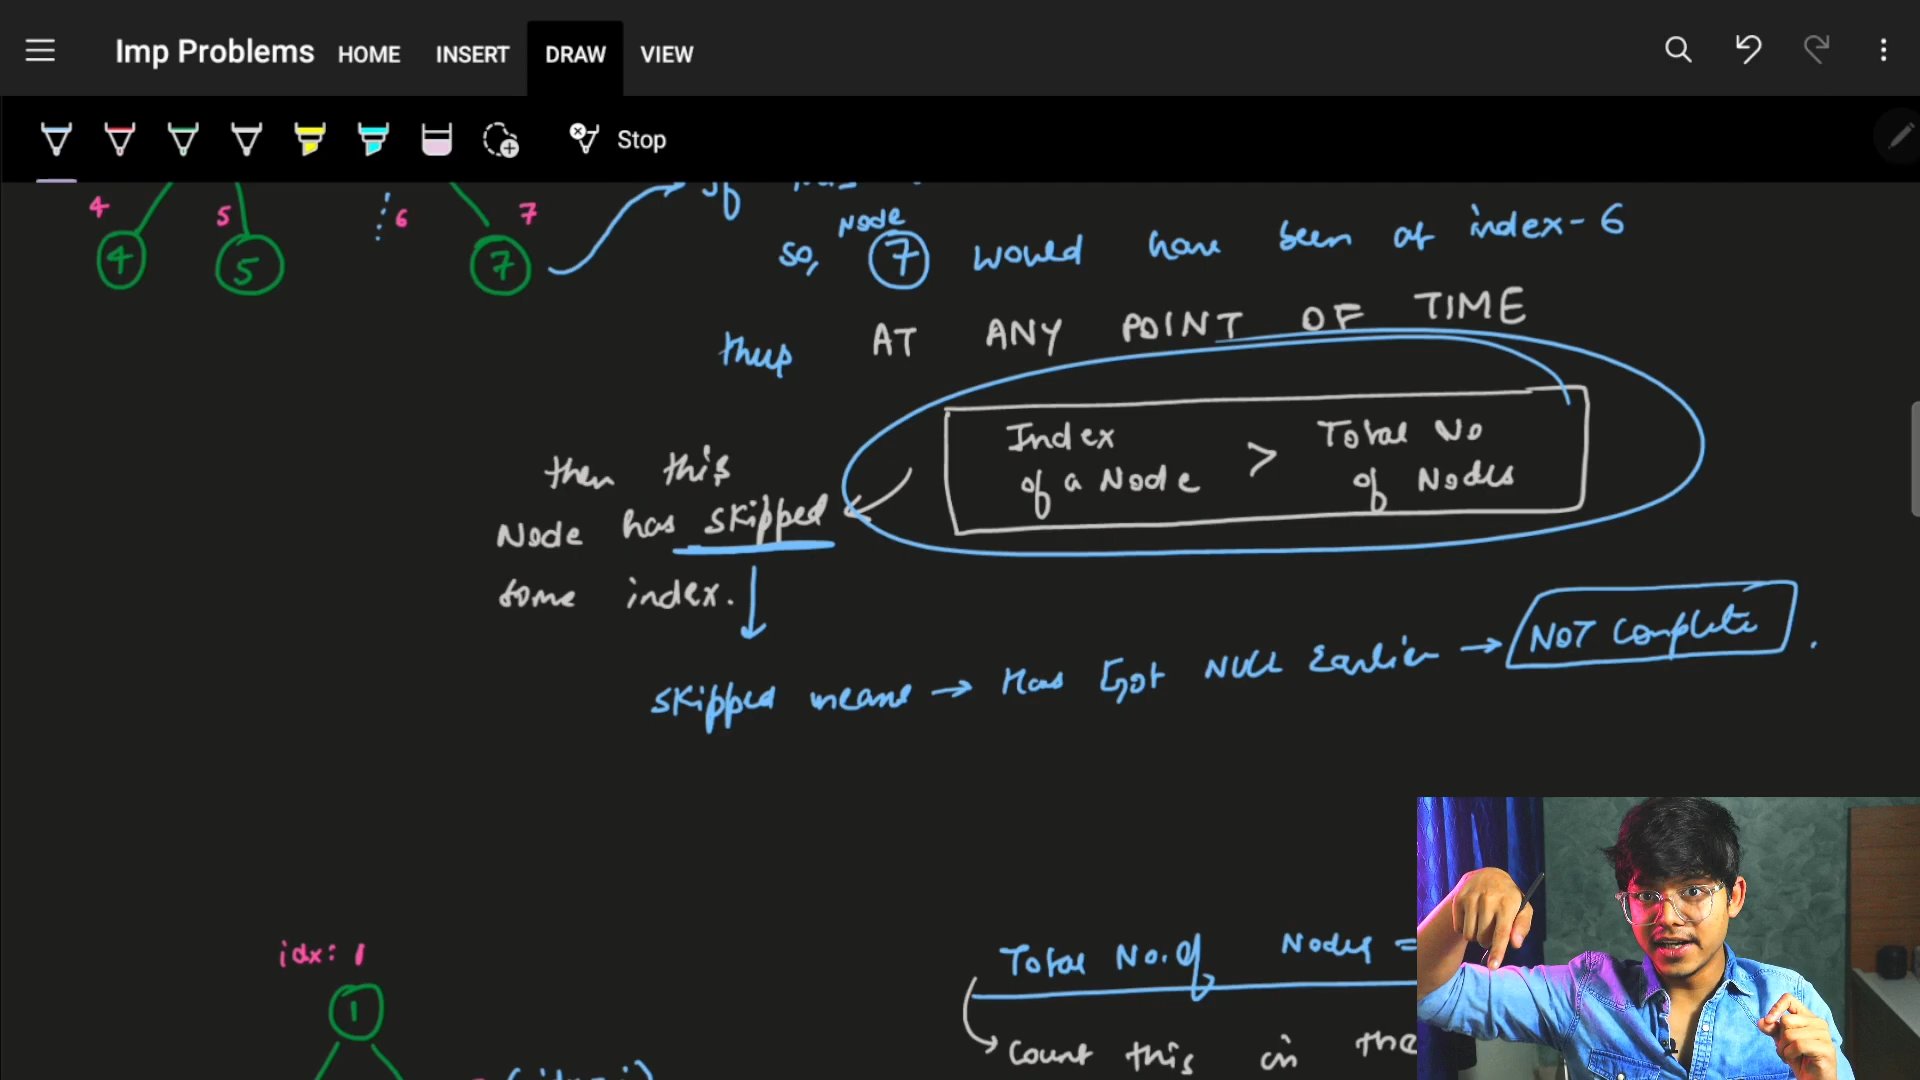 Imp Problems HOME INSERT DRAW VIEW
Stop
4 5 6 7
4 5 7
Node
so, 7 would have been at index-6
thus AT ANY POINT OF TIME
Index of a Node > Total No of Nodes
then this
Node has skipped
some index.
skipped means → Has Got NULL Earlier → NOT Complete.
idx: 1
1
Total No. of Nodes =
Count this in the